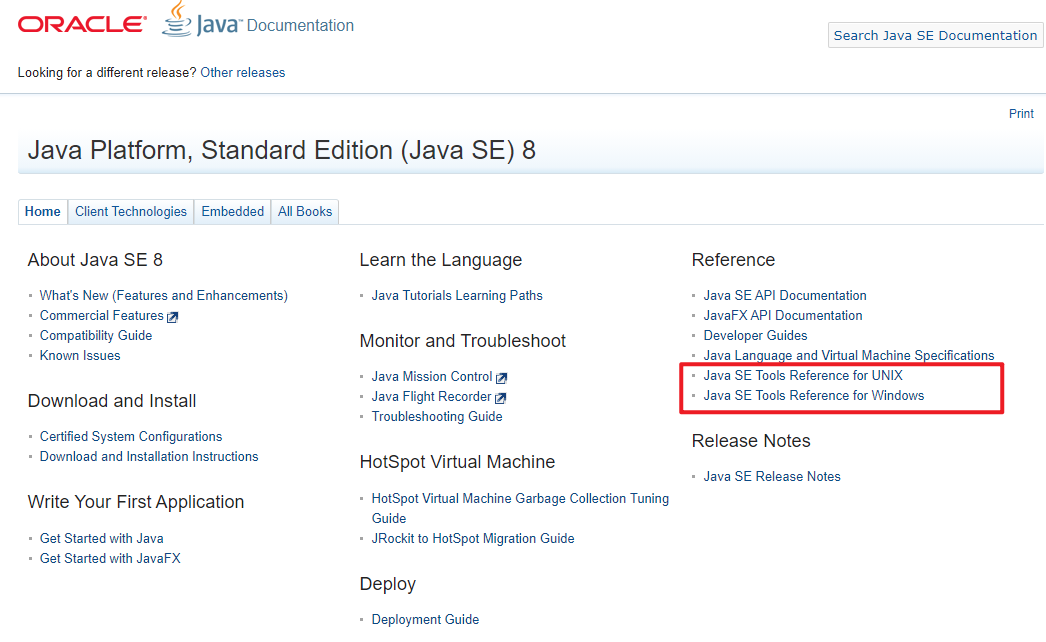 ORACLE Java Documentation
Search Java SE Documentation
Looking for a different release? Other releases
Print
Java Platform, Standard Edition (Java SE) 8
Home Client Technologies Embedded All Books
About Java SE 8
What's New (Features and Enhancements)
Commercial Features
Compatibility Guide
Known Issues
Download and Install
Certified System Configurations
Download and Installation Instructions
Write Your First Application
Get Started with Java
Get Started with JavaFX
Learn the Language
Java Tutorials Learning Paths
Monitor and Troubleshoot
Java Mission Control
Java Flight Recorder
Troubleshooting Guide
HotSpot Virtual Machine
HotSpot Virtual Machine Garbage Collection Tuning
Guide
JRockit to HotSpot Migration Guide
Deploy
Deployment Guide
Reference
Java SE API Documentation
JavaFX API Documentation
Developer Guides
Java Language and Virtual Machine Specifications
Java SE Tools Reference for UNIX
Java SE Tools Reference for Windows
Release Notes
Java SE Release Notes